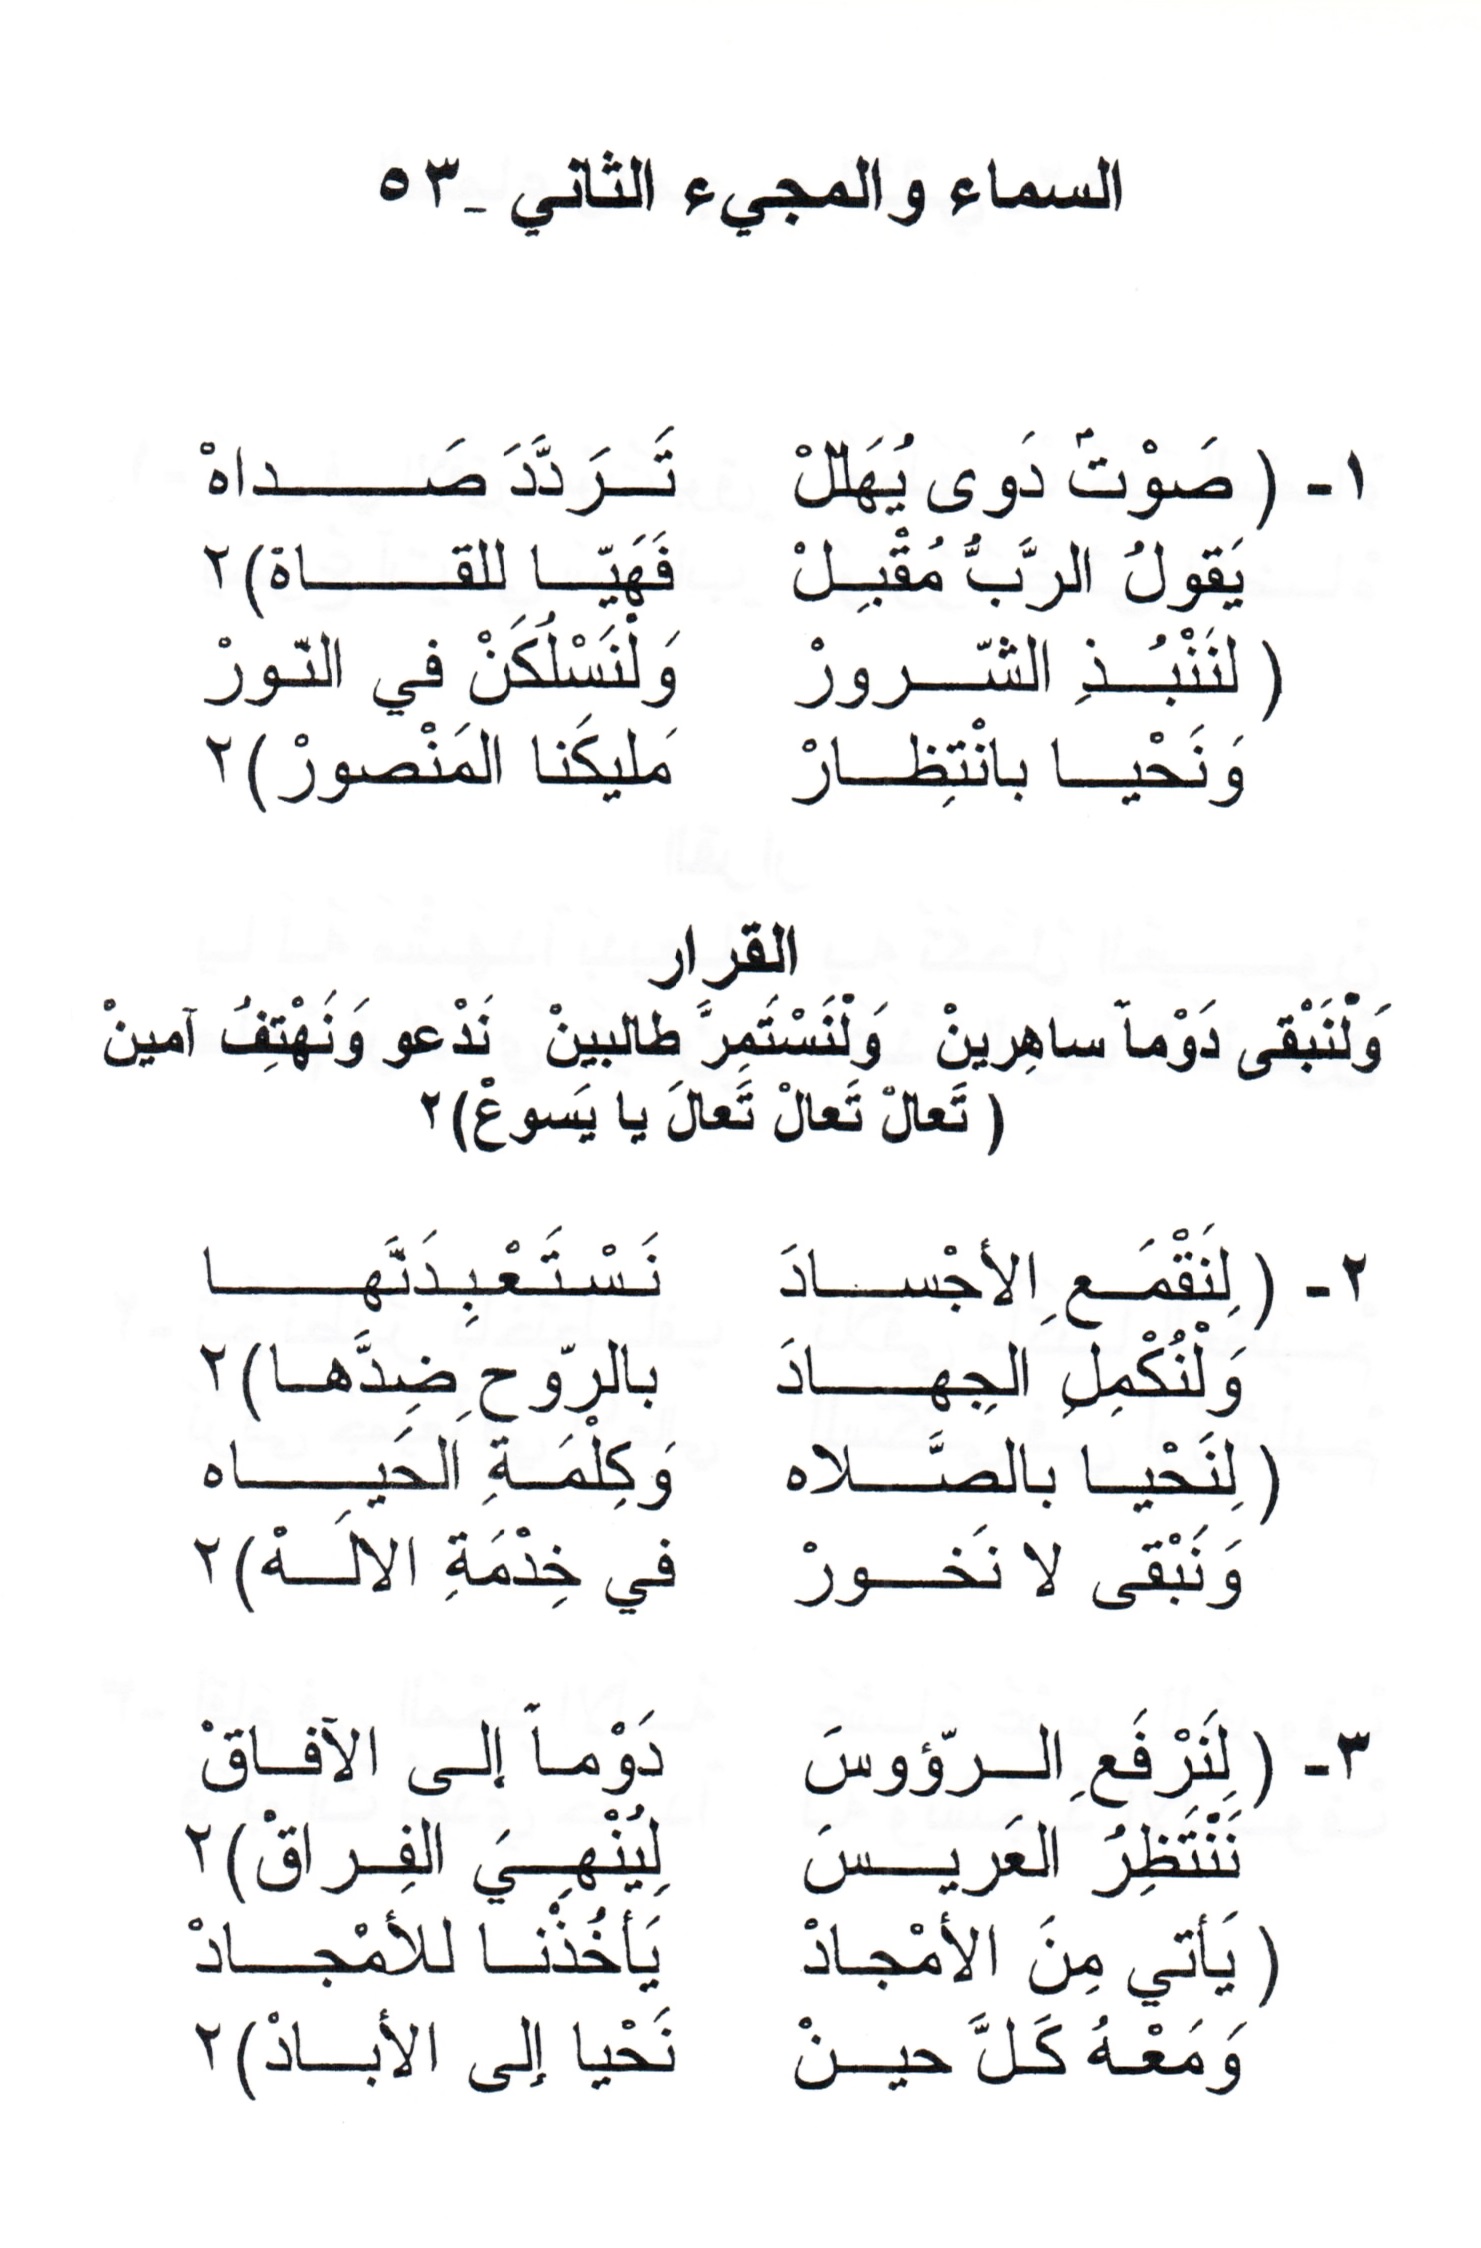 السماء والمجيء الثاني - ٥٣
١- ( صَوْتٌ دَوى يُهَلِّلْ تَرَدَّدَ صَداهْ
يَقولُ الرَّبُّ مُقْبِلْ فَهَيّا للقاهْ)٢
( لنَنْبُذِ الشّرورْ وَلْنَسْلُكَنْ في النّورْ
وَنَحْيا بانْتِظارْ مَليكَنا المَنْصورْ)٢
القرار
وَلْنَبْقى دَوْماً ساهِرينْ وَلْنَسْتَمِرَّ طالبينْ نَدْعو وَنَهْتِفُ آمينْ
( تَعالْ تَعالْ تَعالَ يا يَسوعْ)٢
٢- ( لِنَقْمَعِ الأجْسادَ نَسْتَعْبِدَنَّها
وَلْنُكْمِلِ الجِهادَ بالرّوحِ ضِدَّها)٢
( لِنَحْيا بالصَّلاه وَكِلْمَةِ الحَياه
وَنَبْقى لا نَخورْ في خِدْمَةِ الالَهْ)٢
٣- ( لِنَرْفَعِ الرّؤوسَ دَوْماً إلى الآفاقْ
نَنْتَظِرُ العَريسَ لِيُنْهِيَ الفِراقْ)٢
( يَأتي مِنَ الأمْجادْ يَأخُذْنا للأمْجادْ
وَمَعْهُ كَلَّ حينْ نَحْيا إلى الأبادْ)٢